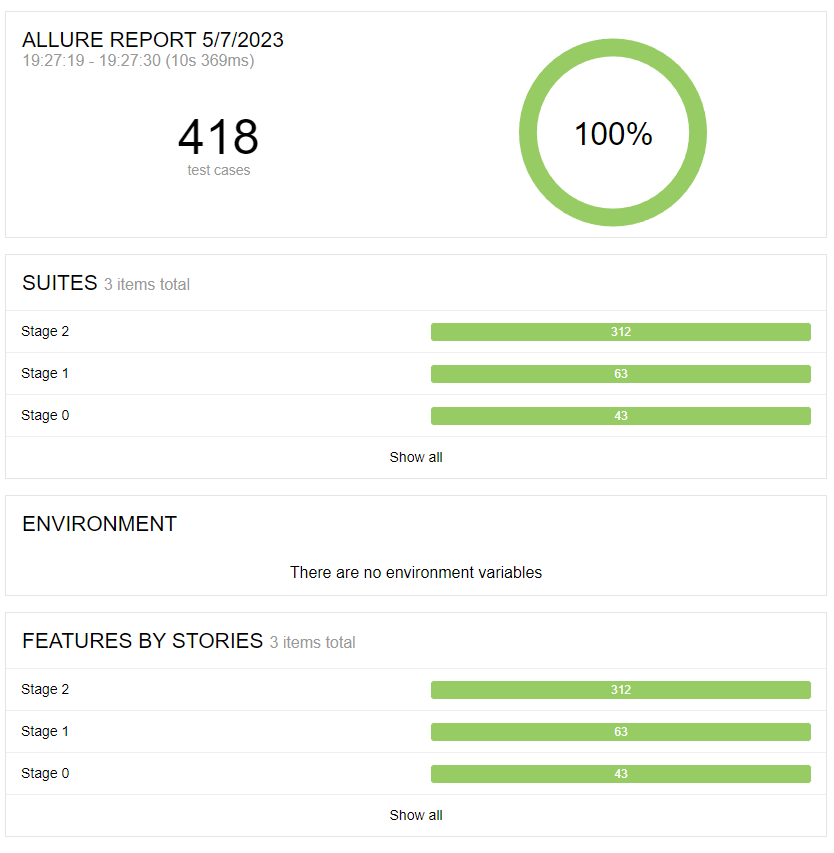 ALLURE REPORT 5/7/2023
19:27:19 - 19:27:30 (10s 369ms)
418
test cases
100%
SUITES 3 items total
Stage 2 312
Stage 1 63
Stage 0 43
Show all
ENVIRONMENT
There are no environment variables
FEATURES BY STORIES 3 items total
Stage 2 312
Stage 1 63
Stage 0 43
Show all